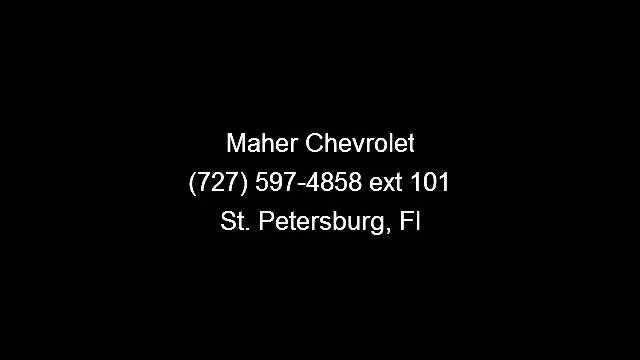 Maher Chevrolet
(727) 597-4858 ext 101
St. Petersburg, Fl